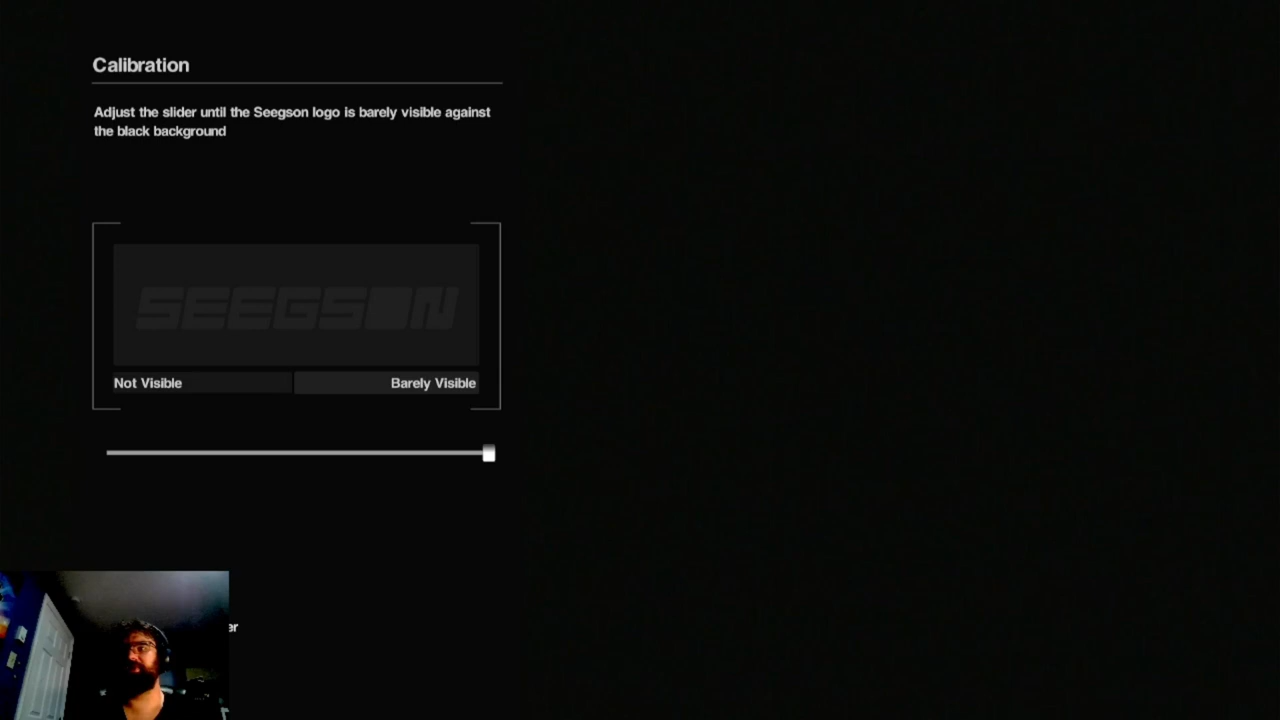 Calibration
Adjust the slider until the Seegson logo is barely visible against
the black background
SEEGSON
Not Visible
Barely Visible
er